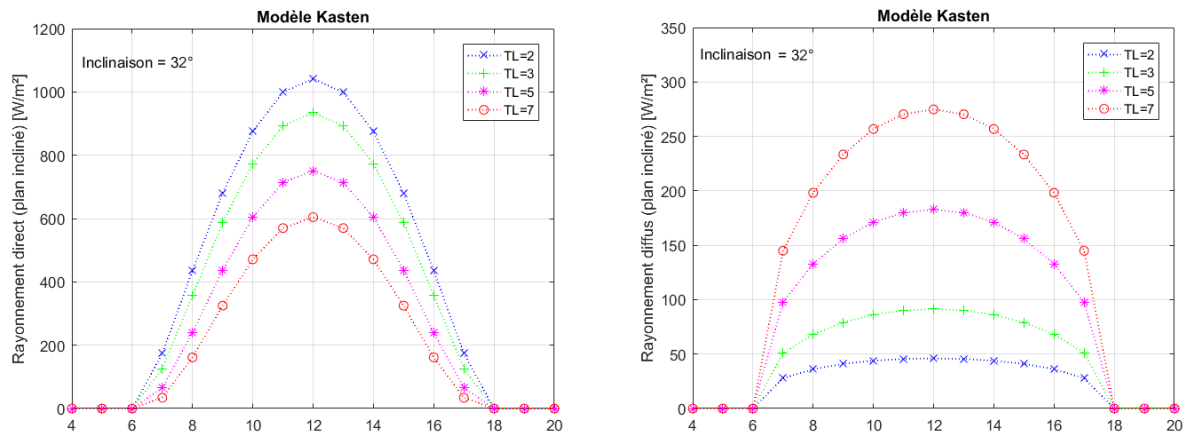 Modèle Kasten
Rayonnement direct (plan incliné) [W/m²]
1200
1000
800
600
400
200
0
Inclinaison = 32°
TL=2
TL=3
TL=5
TL=7
4 6 8 10 12 14 16 18 20
Modèle Kasten
Rayonnement diffus (plan incliné) [W/m²]
350
300
250
200
150
100
50
0
Inclinaison = 32°
TL=2
TL=3
TL=5
TL=7
4 6 8 10 12 14 16 18 20